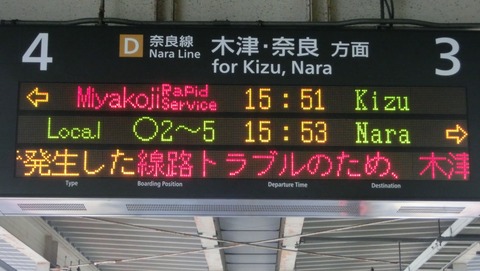 4 D 奈良線 木津・奈良 方面 3
Nara Line for Kizu, Nara
← Miyakoji Rapid Service 15:51 Kizu
Local ○2~5 15:53 Nara →
発生した線路トラブルのため、木津
Type Boarding Position Departure Time Destination